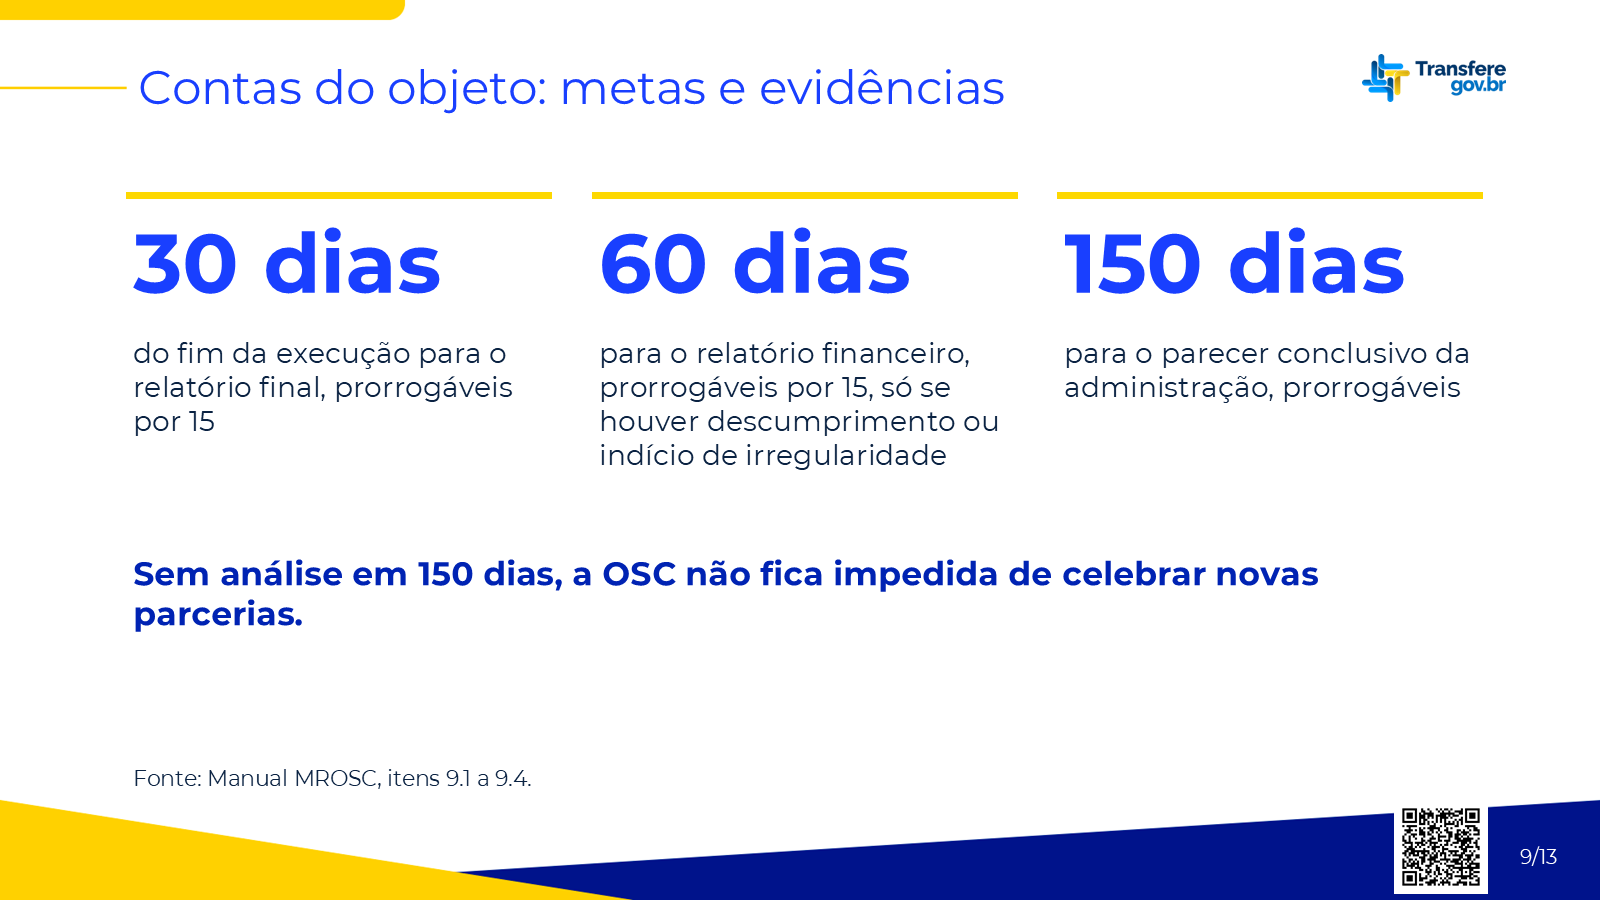 Contas do objeto: metas e evidências
Transfere
gov.br
30 dias
do fim da execução para o
relatório final, prorrogáveis
por 15
60 dias
para o relatório financeiro,
prorrogáveis por 15, só se
houver descumprimento ou
indício de irregularidade
150 dias
para o parecer conclusivo da
administração, prorrogáveis
Sem análise em 150 dias, a OSC não fica impedida de celebrar novas
parcerias.
Fonte: Manual MROSC, itens 9.1 a 9.4.
9/13